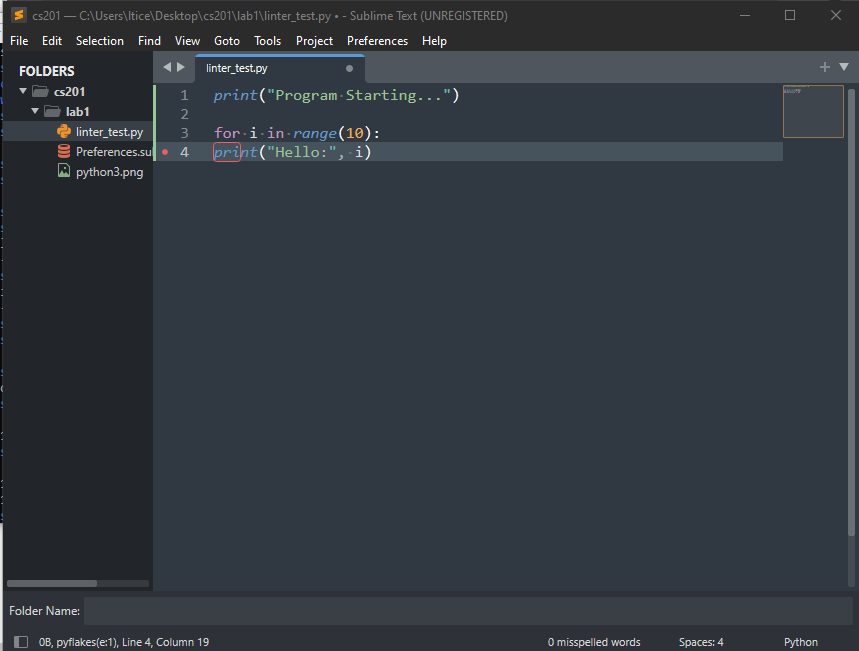 cs201 — C:\Users\ltice\Desktop\cs201\lab1\linter_test.py • - Sublime Text (UNREGISTERED)
File Edit Selection Find View Goto Tools Project Preferences Help
FOLDERS
cs201
lab1
linter_test.py
Preferences.su
python3.png
linter_test.py
1 print("Program Starting...")
2
3 for i in range(10):
4 print("Hello:", i)
Folder Name:
0B, pyflakes(e:1), Line 4, Column 19
0 misspelled words
Spaces: 4
Python